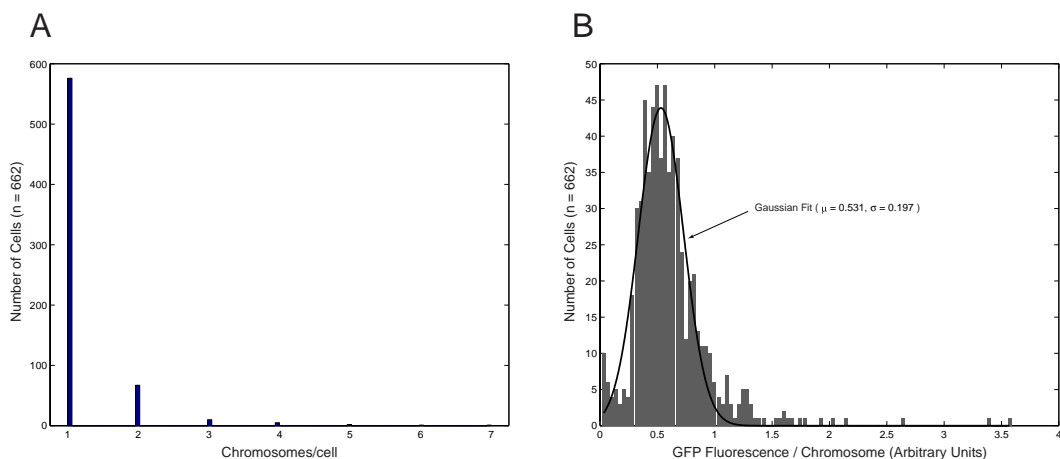 A
B
600
500
400
300
200
100
0
Number of Cells (n = 662)
1 2 3 4 5 6 7
Chromosomes/cell
50
45
40
35
30
25
20
15
10
5
0
Number of Cells (n = 662)
Gaussian Fit ( μ = 0.531, σ = 0.197 )
0 0.5 1 1.5 2 2.5 3 3.5 4
GFP Fluorescence / Chromosome (Arbitrary Units)